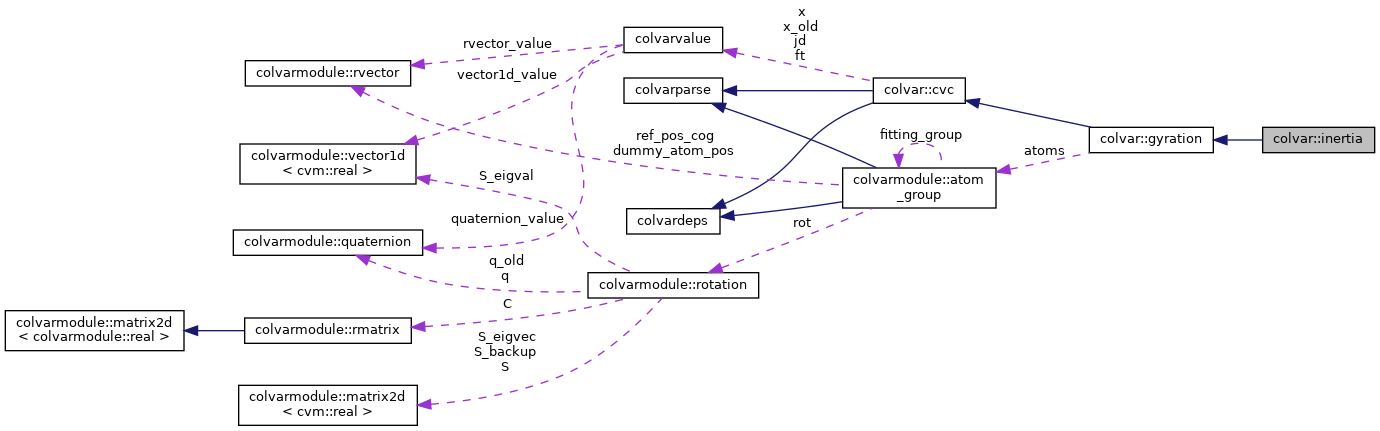 x
x_old
jd
ft
colvarvalue
rvector_value
colvarmodule::rvector
vector1d_value
colvarparse
colvar::cvc
ref_pos_cog
dummy_atom_pos
fitting_group
colvar::gyration
colvar::inertia
atoms
colvarmodule::vector1d
< cvm::real >
S_eigval
colvarmodule::atom
_group
colvardeps
quaternion_value
rot
colvarmodule::quaternion
q_old
q
colvarmodule::rotation
C
colvarmodule::matrix2d
< colvarmodule::real >
colvarmodule::rmatrix
S_eigvec
S_backup
S
colvarmodule::matrix2d
< cvm::real >